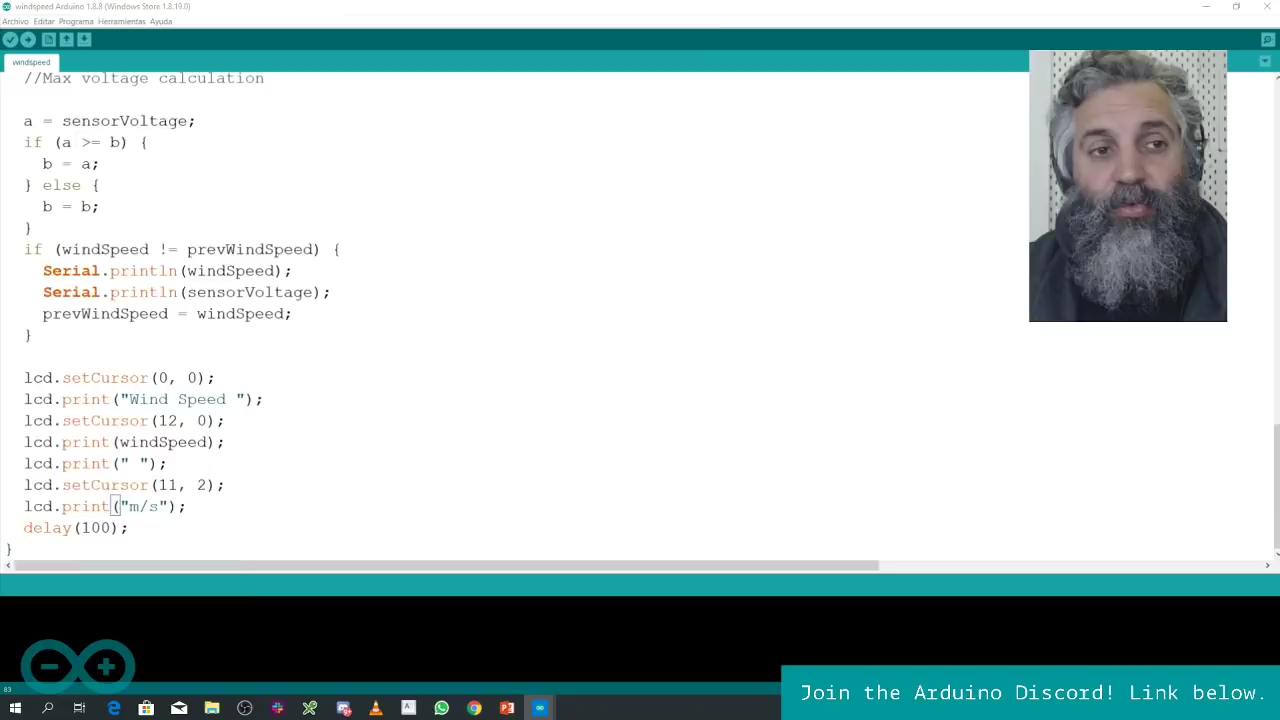 windspeed Arduino 1.8.8 (Windows Store 1.8.19.0)
Archivo Editar Programa Herramientas Ayuda
windspeed
//Max voltage calculation
a = sensorVoltage;
if (a >= b) {
b = a;
} else {
b = b;
}
if (windSpeed != prevWindSpeed) {
Serial.println(windSpeed);
Serial.println(sensorVoltage);
prevWindSpeed = windSpeed;
}
lcd.setCursor(0, 0);
lcd.print("Wind Speed ");
lcd.setCursor(12, 0);
lcd.print(windSpeed);
lcd.print(" ");
lcd.setCursor(11, 2);
lcd.print("m/s");
delay(100);
}
83
Join the Arduino Discord! Link below.